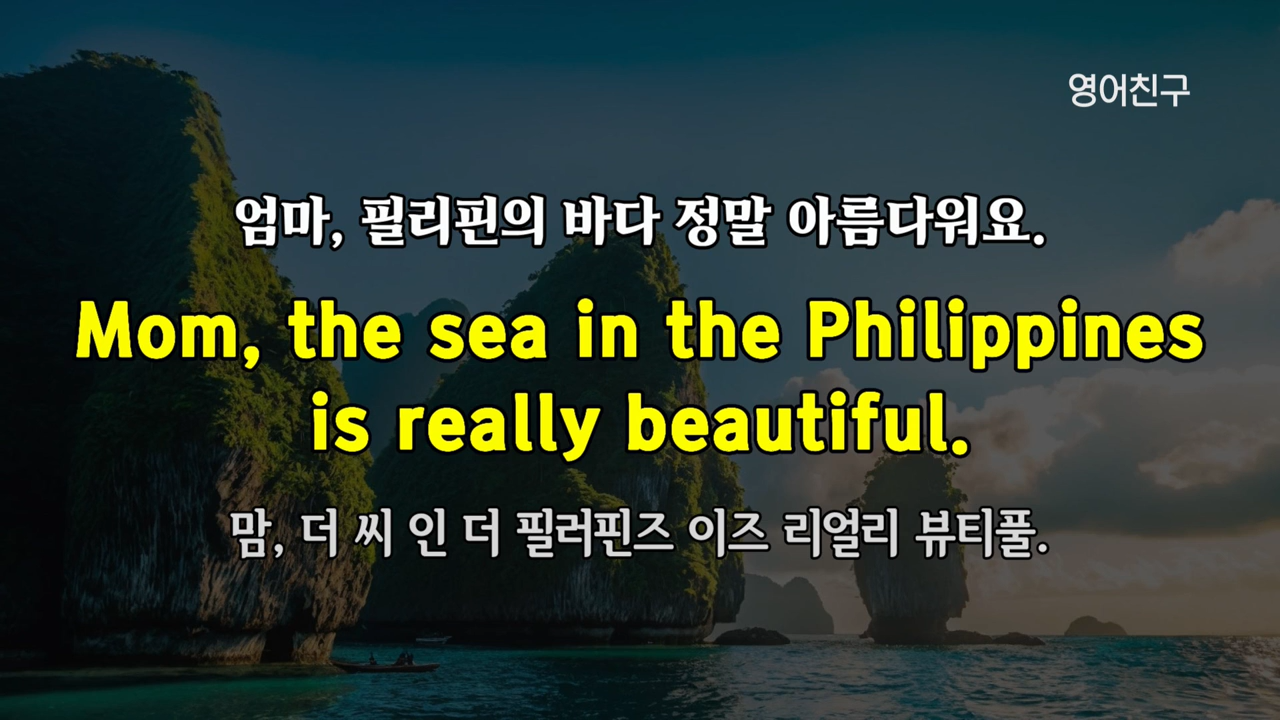 영어친구
엄마, 필리핀의 바다 정말 아름다워요.
Mom, the sea in the Philippines
is really beautiful.
맘, 더 씨 인 더 필러핀즈 이즈 리얼리 뷰티풀.